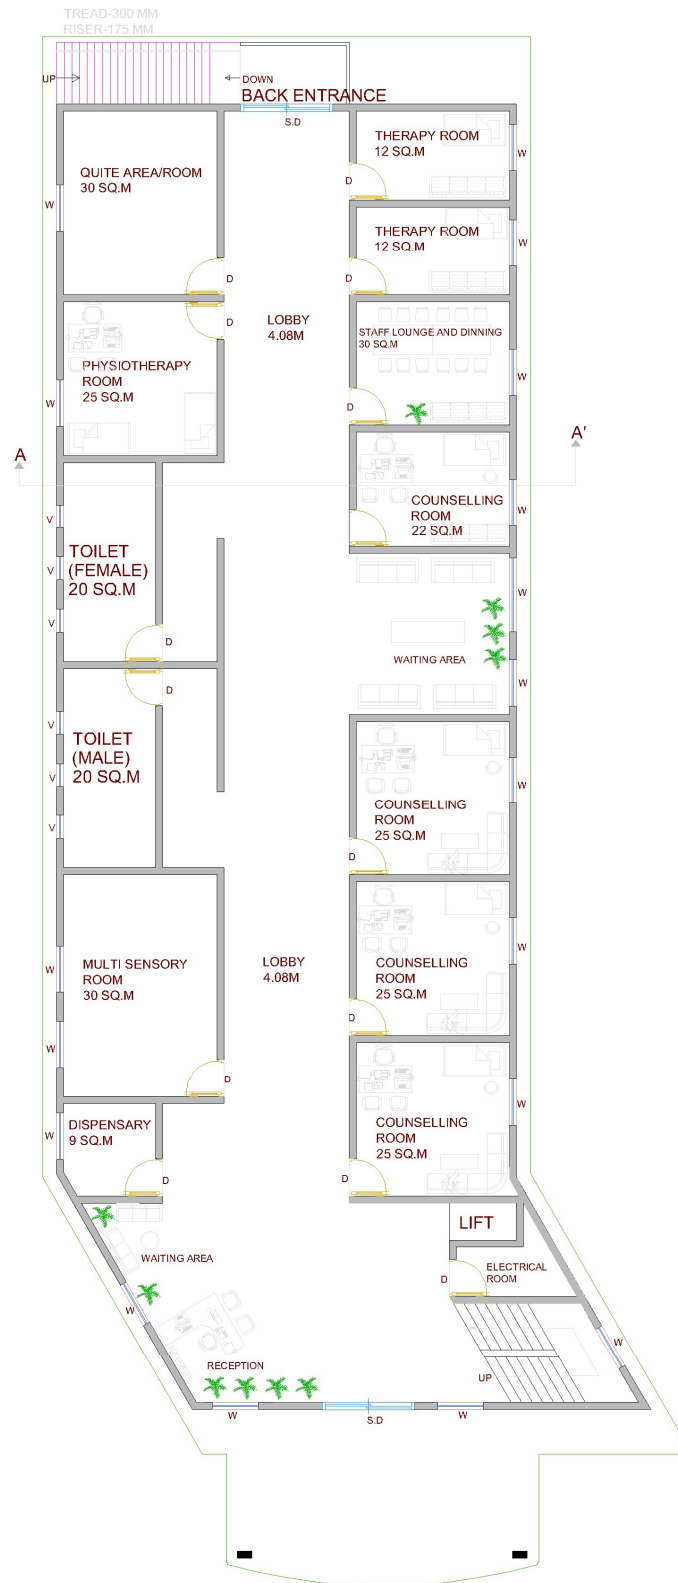 TREAD-300 MM
RISER-175 MM
UP
DOWN
BACK ENTRANCE
S.D
QUITE AREA/ROOM
30 SQ.M
THERAPY ROOM
12 SQ.M
W
D
W
THERAPY ROOM
12 SQ.M
W
D
D
D
LOBBY
4.08M
STAFF LOUNGE AND DINNING
30 SQ.M
PHYSIOTHERAPY
ROOM
25 SQ.M
W
W
D
A
A'
COUNSELLING
ROOM
22 SQ.M
W
D
V
V
V
TOILET
(FEMALE)
20 SQ.M
D
W
WAITING AREA
W
D
TOILET
(MALE)
20 SQ.M
V
V
V
COUNSELLING
ROOM
25 SQ.M
W
D
MULTI SENSORY
ROOM
30 SQ.M
W
W
D
LOBBY
4.08M
COUNSELLING
ROOM
25 SQ.M
W
D
DISPENSARY
9 SQ.M
W
D
COUNSELLING
ROOM
25 SQ.M
W
D
LIFT
WAITING AREA
ELECTRICAL
ROOM
D
W
W
RECEPTION
UP
W
S.D
W